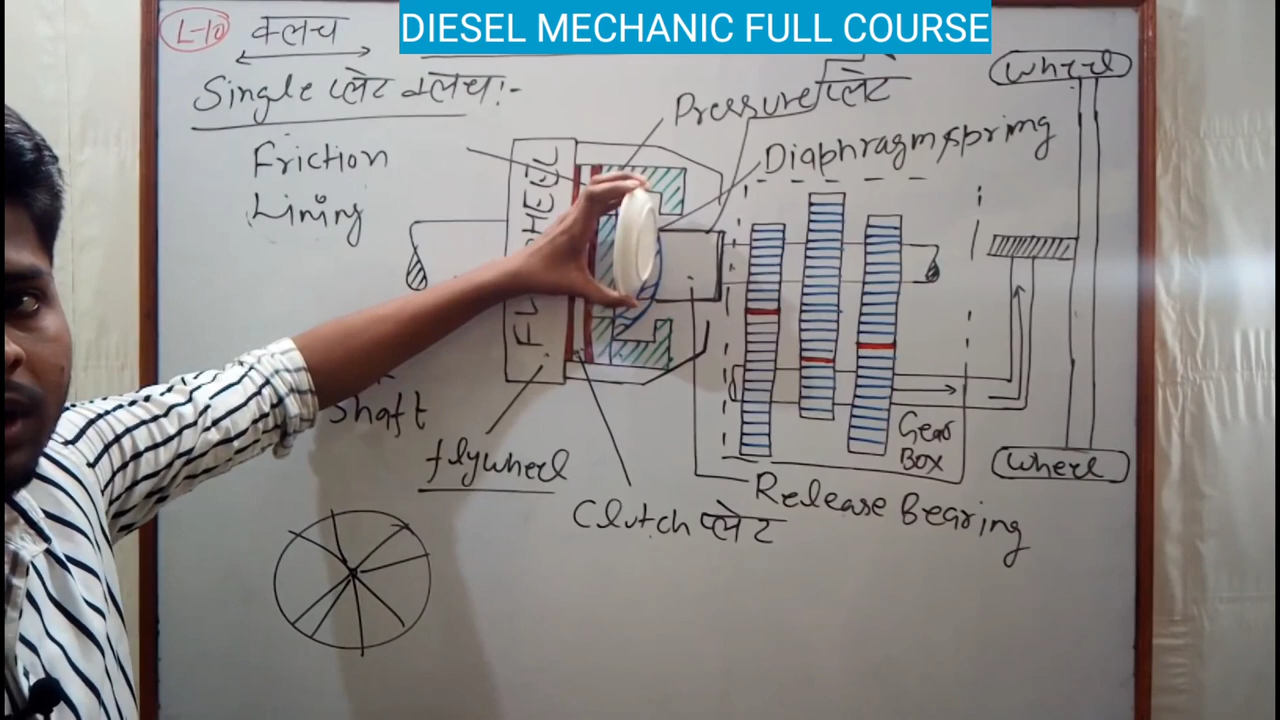 DIESEL MECHANIC FULL COURSE
L-10
क्लच
Single प्लेट क्लच:-
Wheel
Pressure प्लेट
Friction
Lining
Diaphragm spring
Shaft
flywheel
Gear
Box
Wheel
Release Bearing
Clutch प्लेट